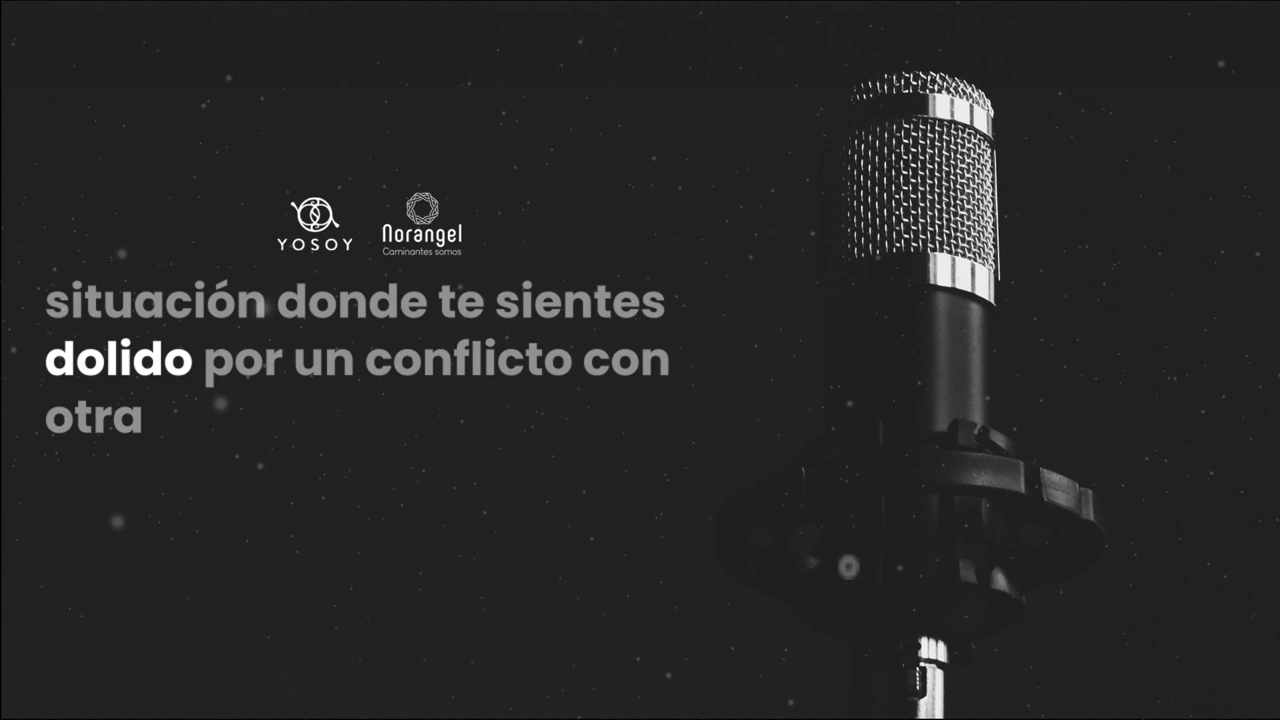 YOSOY
Norangel
Caminantes somos
situación donde te sientes
dolido por un conflicto con
otra